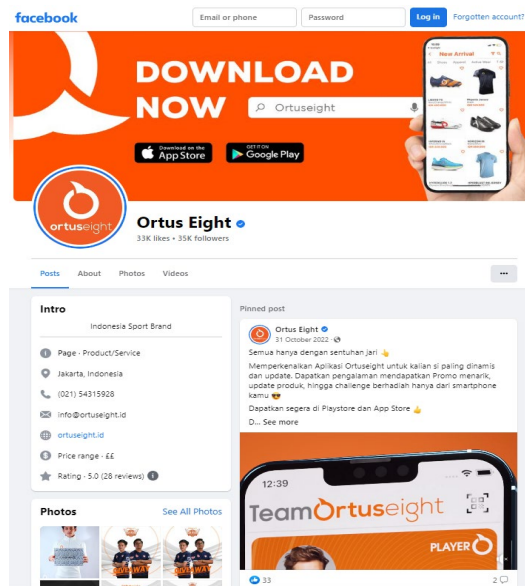 facebook
Email or phone
Password
Log in
Forgotten account?
DOWNLOAD
NOW
Ortuseight
Download on the
App Store
GET IT ON
Google Play
New Arrival
ortuseight
Ortus Eight
33K likes • 35K followers
Posts
About
Photos
Videos
Intro
Indonesia Sport Brand
Page · Product/Service
Jakarta, Indonesia
(021) 54315928
info@ortuseight.id
ortuseight.id
Price range · ££
Rating · 5.0 (28 reviews)
Photos
See All Photos
GIVEAWAY
GIVEAWAY
Pinned post
Ortus Eight
31 October 2022 ·
Semua hanya dengan sentuhan jari
Memperkenalkan Aplikasi Ortuseight untuk kalian si paling dinamis
dan update. Dapatkan pengalaman mendapatkan Promo menarik,
update produk, hingga challenge berhadiah hanya dari smartphone
kamu
Dapatkan segera di Playstore dan App Store
D... See more
12:39
TeamOrtuseight
PLAYER
33
2